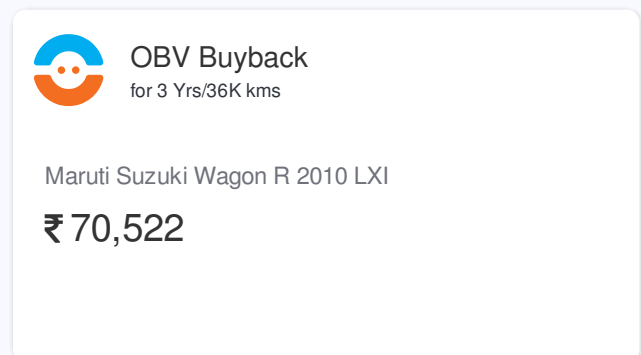 OBV Buyback
for 3 Yrs/36K kms
Maruti Suzuki Wagon R 2010 LXI
₹ 70,522